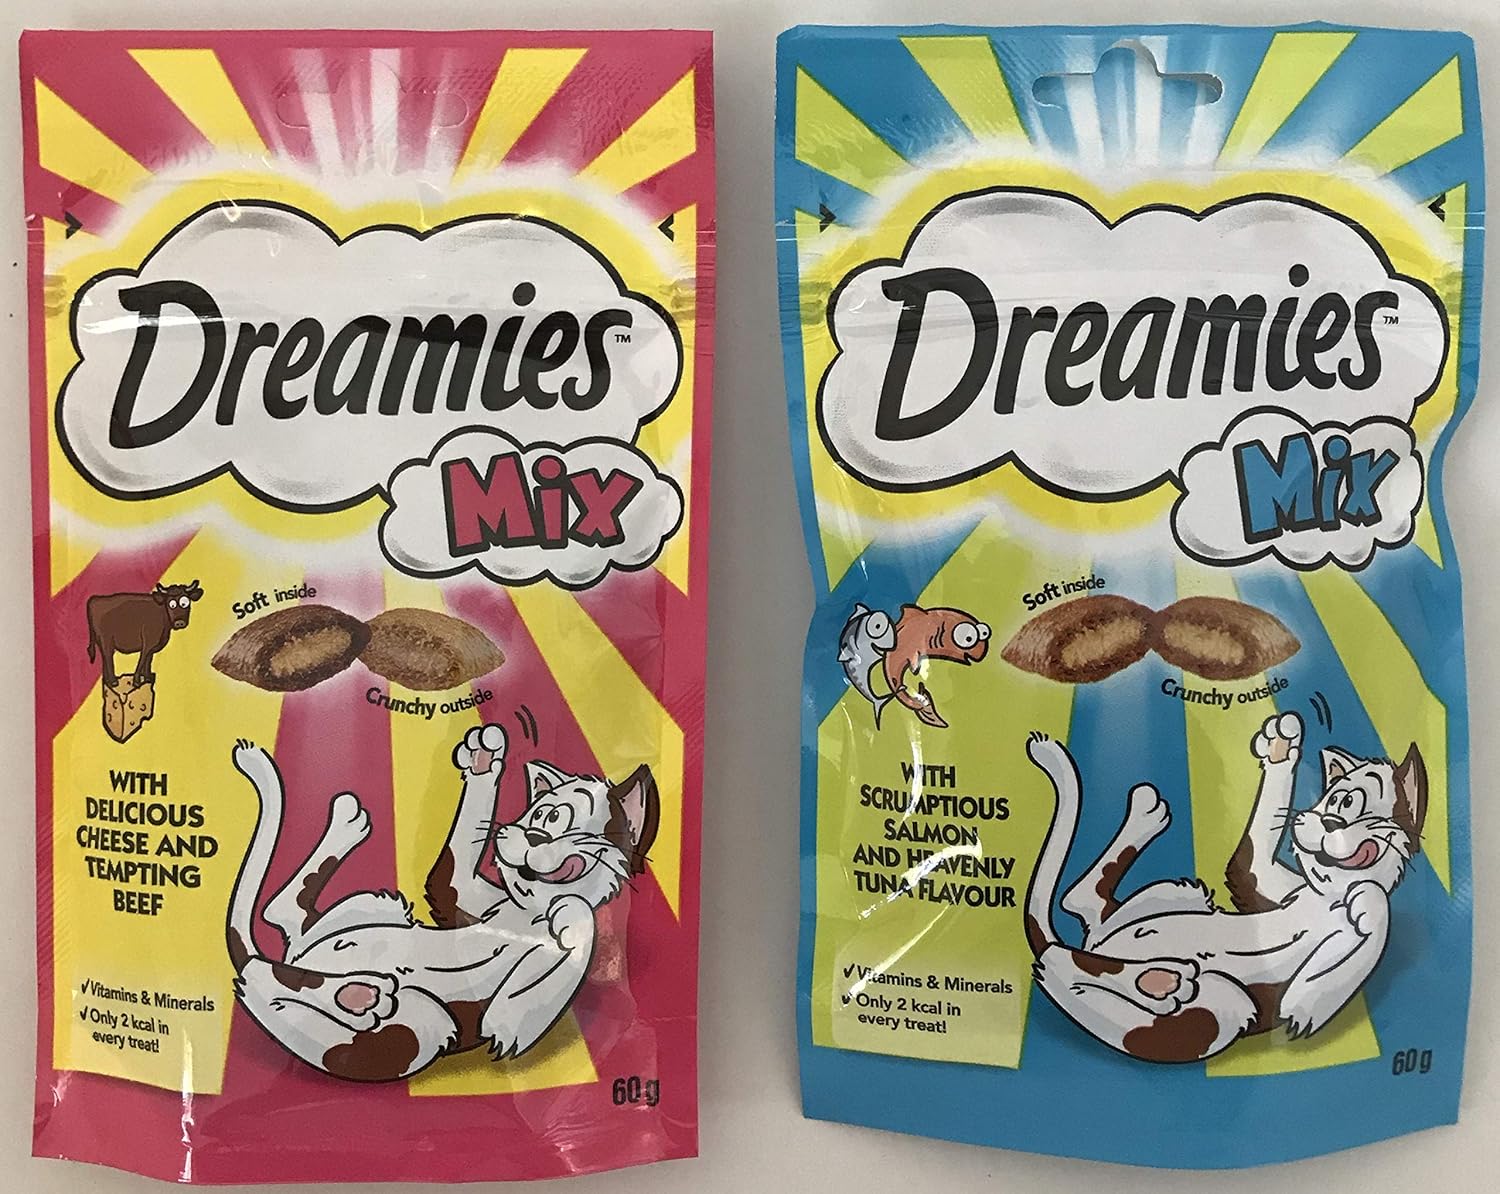 Dreamies™
Mix
Soft inside
Crunchy outside
WITH
DELICIOUS
CHEESE AND
TEMPTING
BEEF
✓Vitamins & Minerals
✓Only 2 kcal in
every treat!
60g
Dreamies™
Mix
Soft inside
Crunchy outside
WITH
SCRUMPTIOUS
SALMON
AND HEAVENLY
TUNA FLAVOUR
✓Vitamins & Minerals
✓Only 2 kcal in
every treat!
60g